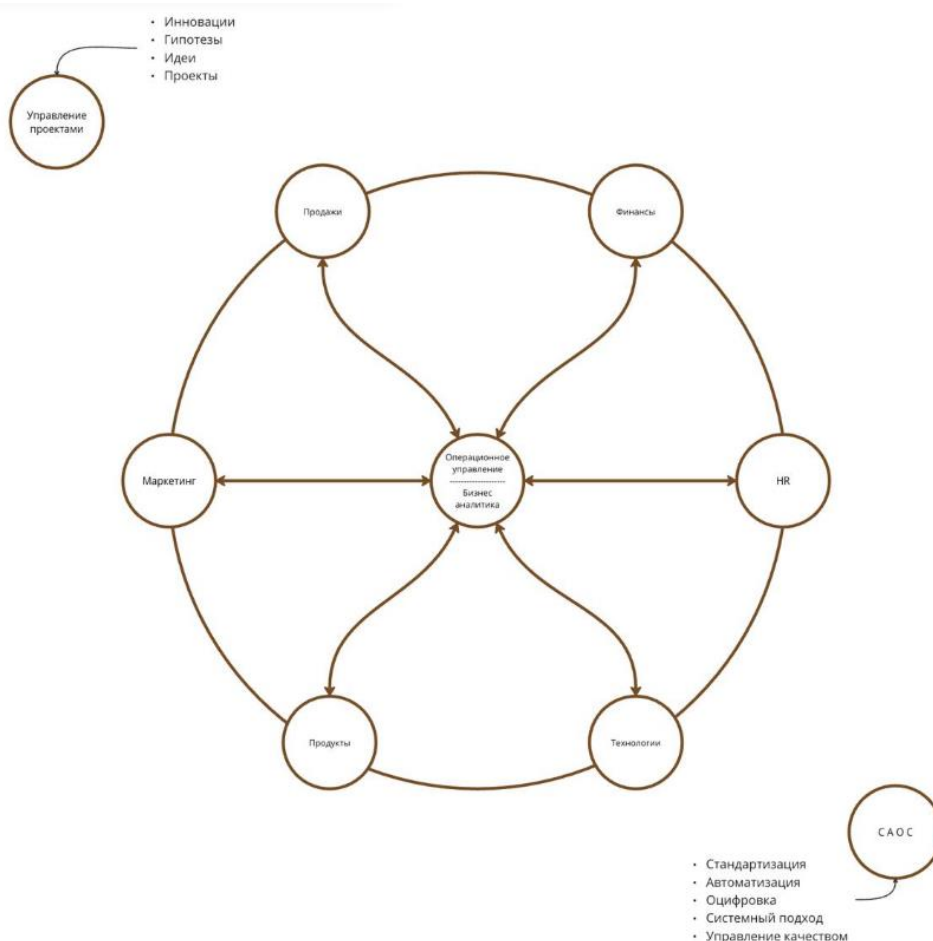 • Инновации
• Гипотезы
• Идеи
• Проекты
Управление
проектами
Продажи
Финансы
Маркетинг
Операционное
управление
--------------------
Бизнес
аналитика
HR
Продукты
Технологии
С А О С
• Стандартизация
• Автоматизация
• Оцифровка
• Системный подход
• Управление качеством